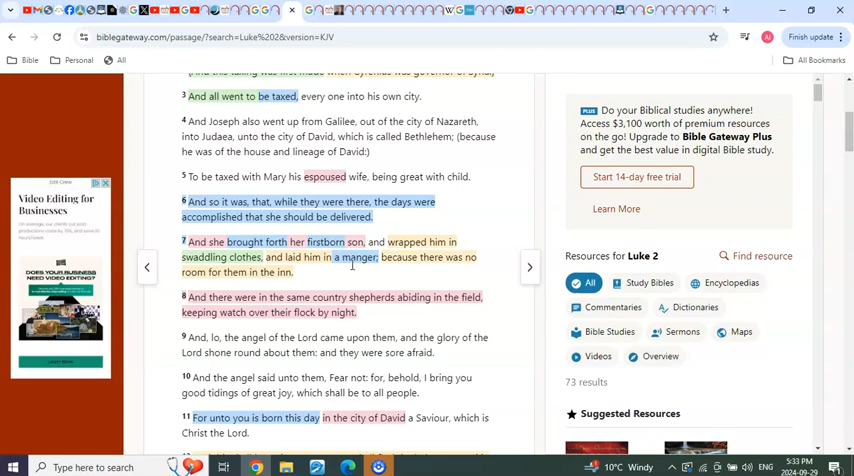 biblegateway.com/passage/?search=Luke%202&version=KJV
Finish update
Bible
Personal
All
All Bookmarks
(And this taxing was first made when Cyrenius was governor of Syria.)
3 And all went to be taxed, every one into his own city.
4 And Joseph also went up from Galilee, out of the city of Nazareth,
into Judaea, unto the city of David, which is called Bethlehem; (because
he was of the house and lineage of David:)
5 To be taxed with Mary his espoused wife, being great with child.
6 And so it was, that, while they were there, the days were
accomplished that she should be delivered.
7 And she brought forth her firstborn son, and wrapped him in
swaddling clothes, and laid him in a manger; because there was no
room for them in the inn.
8 And there were in the same country shepherds abiding in the field,
keeping watch over their flock by night.
9 And, lo, the angel of the Lord came upon them, and the glory of the
Lord shone round about them: and they were sore afraid.
10 And the angel said unto them, Fear not: for, behold, I bring you
good tidings of great joy, which shall be to all people.
11 For unto you is born this day in the city of David a Saviour, which is
Christ the Lord.
Video Editing for
Businesses
PLUS Do your Biblical studies anywhere!
Access $3,100 worth of premium resources
on the go! Upgrade to Bible Gateway Plus
and get the best value in digital Bible study.
Start 14-day free trial
Learn More
Resources for Luke 2
Find resource
All
Study Bibles
Encyclopedias
Commentaries
Dictionaries
Bible Studies
Sermons
Maps
Videos
Overview
73 results
Suggested Resources
Type here to search
10°C Windy
ENG
5:33 PM
2024-09-29